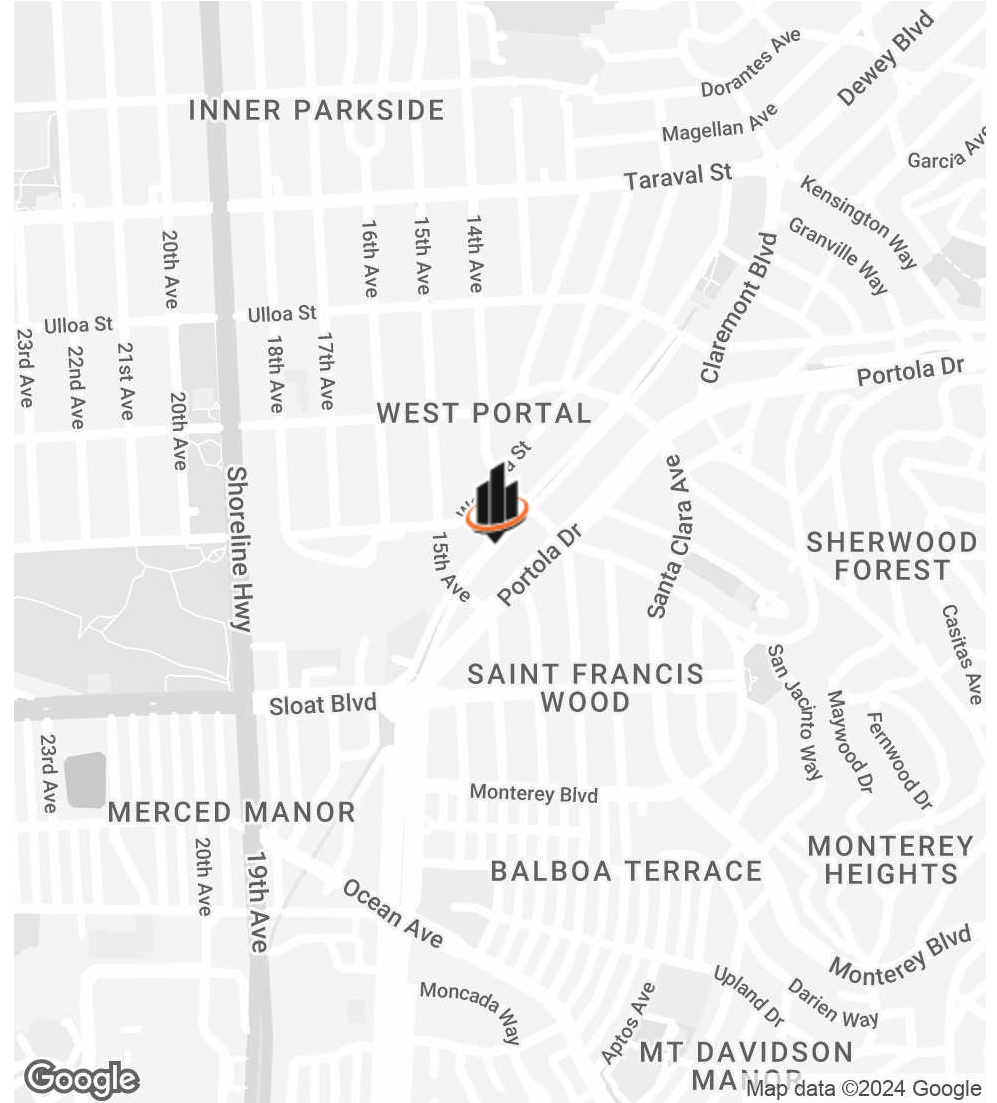 Dorantes Ave
Dewey Blvd
INNER PARKSIDE
Magellan Ave
Garcia Ave
Taraval St
Kensington Way
Granville Way
20th Ave
16th Ave
15th Ave
14th Ave
Claremont Blvd
Ulloa St
Ulloa St
23rd Ave
22nd Ave
21st Ave
18th Ave
17th Ave
Portola Dr
20th Ave
WEST PORTAL
St
Santa Clara Ave
Shoreline Hwy
15th Ave
Portola Dr
SHERWOOD
FOREST
Casitas Ave
SAINT FRANCIS
WOOD
San Jacinto Way
Maywood Dr
Fernwood Dr
Sloat Blvd
23rd Ave
Monterey Blvd
MERCED MANOR
20th Ave
19th Ave
BALBOA TERRACE
MONTEREY
HEIGHTS
Ocean Ave
Monterey Blvd
Moncada Way
Aptos Ave
Upland Dr
Darien Way
MT DAVIDSON
MANOR
Google
Map data ©2024 Google